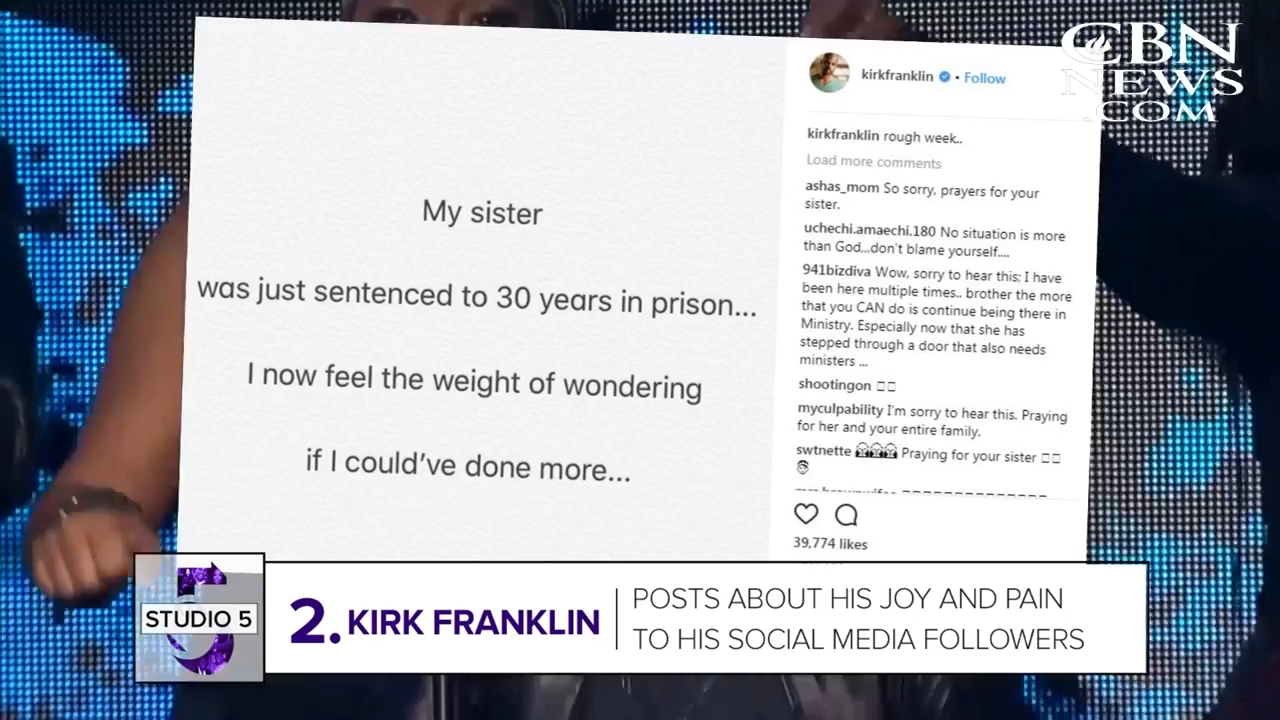 CBN
NEWS
.COM
kirkfranklin • Follow
kirkfranklin rough week..
Load more comments
ashas_mom So sorry, prayers for your
sister.
uchechi.amaechi.180 No situation is more
than God,,,don't blame yourself....
941bizdiva Wow, sorry to hear this; I have
been here multiple times.. brother the more
that you CAN do is continue being there in
Ministry. Especially now that she has
stepped through a door that also needs
ministers ...
shootingon
myculpability I'm sorry to hear this. Praying
for her and your entire family.
swtnette Praying for your sister
39,774 likes
My sister
was just sentenced to 30 years in prison...
I now feel the weight of wondering
if I could've done more...
5
STUDIO 5
2. KIRK FRANKLIN
POSTS ABOUT HIS JOY AND PAIN
TO HIS SOCIAL MEDIA FOLLOWERS